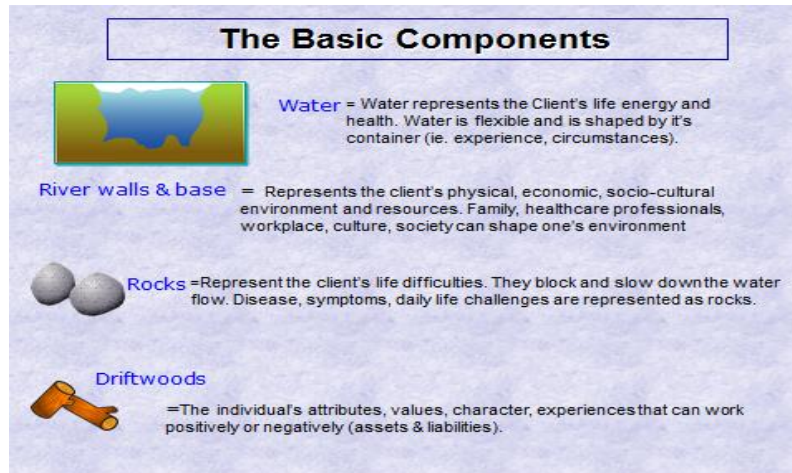 The Basic Components
Water = Water represents the Client's life energy and
health. Water is flexible and is shaped by it's
container (ie. experience, circumstances).
River walls & base = Represents the client's physical, economic, socio-cultural
environment and resources. Family, healthcare professionals,
workplace, culture, society can shape one's environment
Rocks =Represent the client's life difficulties. They block and slow down the water
flow. Disease, symptoms, daily life challenges are represented as rocks.
Driftwoods
=The individual's attributes, values, character, experiences that can work
positively or negatively (assets & liabilities).